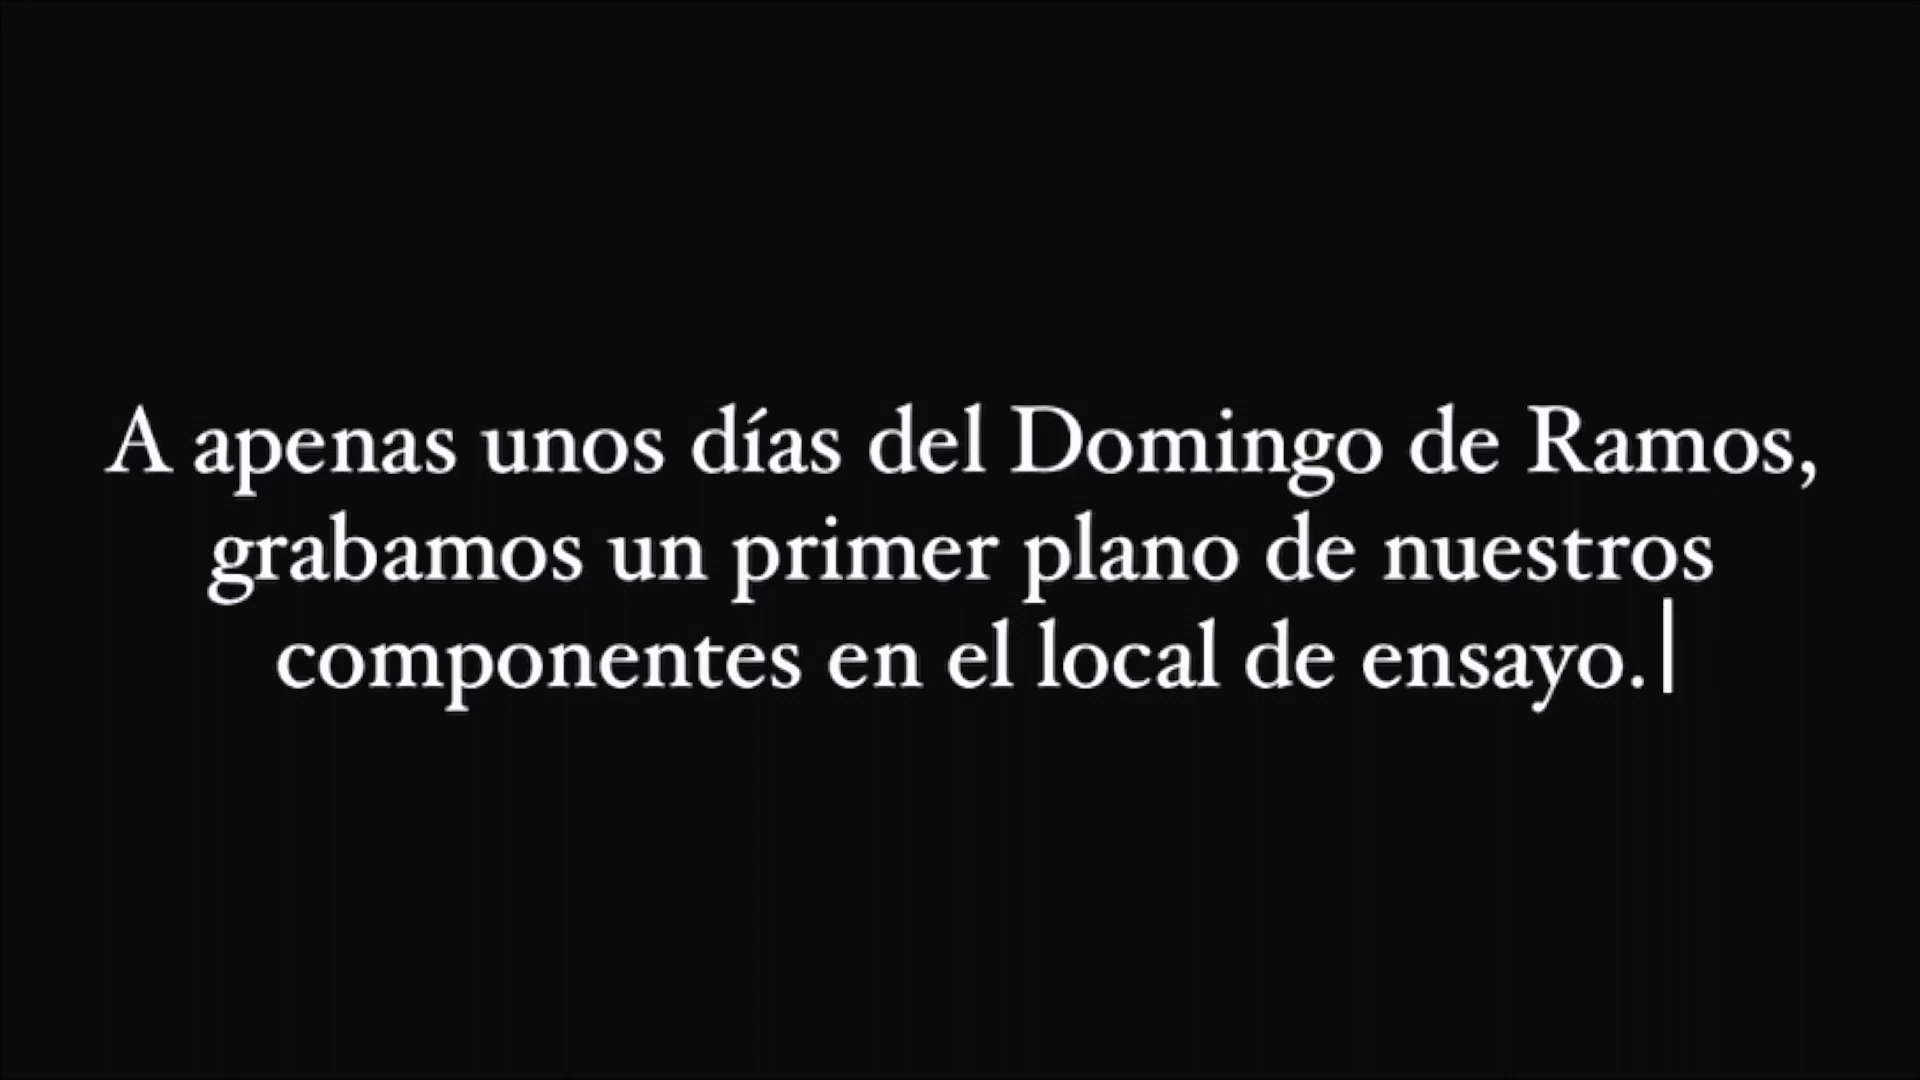 A apenas unos días del Domingo de Ramos,
grabamos un primer plano de nuestros
componentes en el local de ensayo.